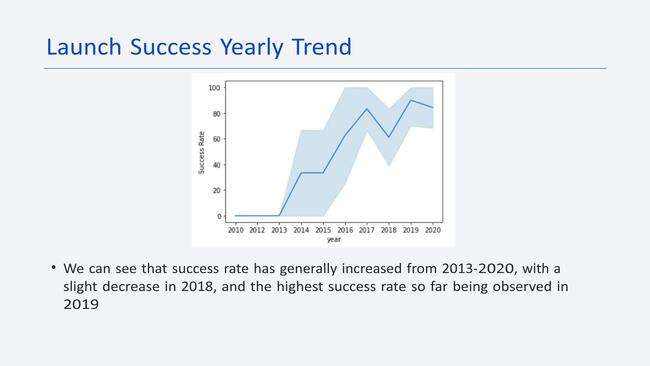 Launch Success Yearly Trend
100
80
60
40
20
0
Success Rate
2010 2012 2013 2014 2015 2016 2017 2018 2019 2020
year
• We can see that success rate has generally increased from 2013-2020, with a
slight decrease in 2018, and the highest success rate so far being observed in
2019